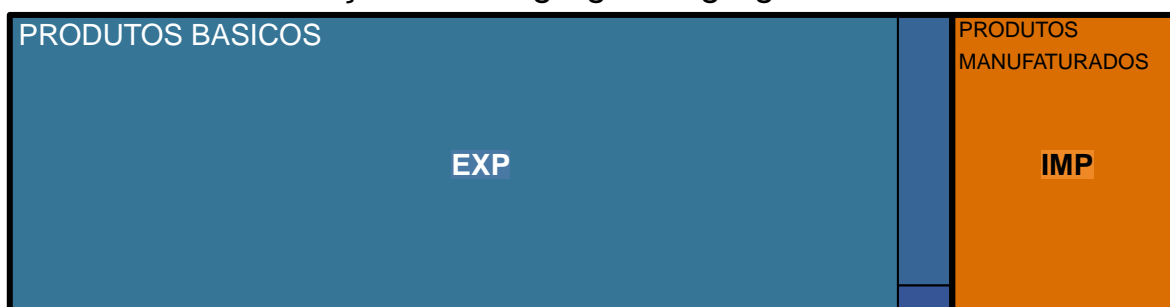 PRODUTOS BASICOS
PRODUTOS
MANUFATURADOS
EXP
IMP